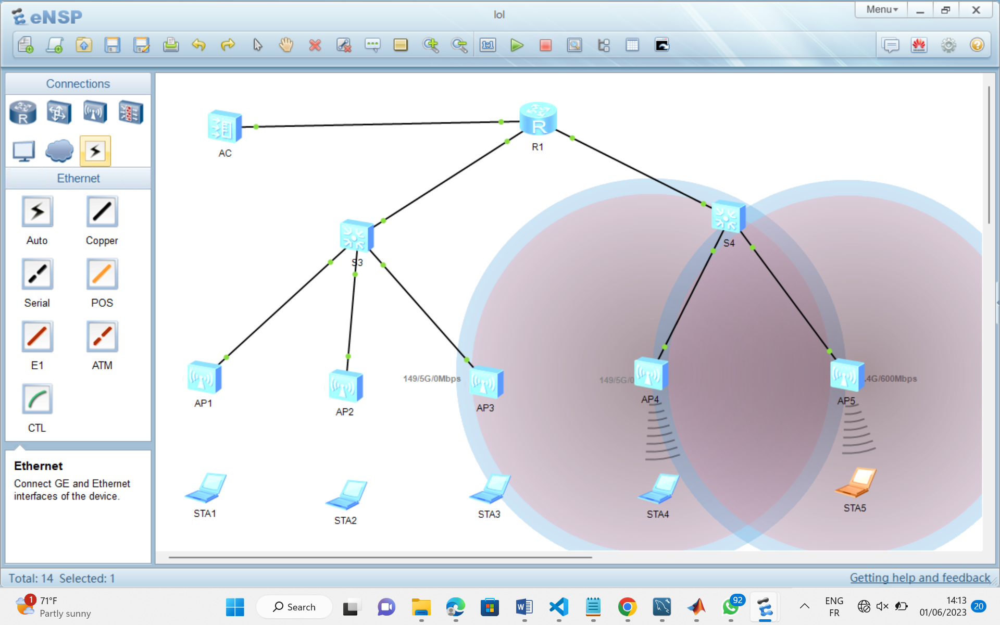 eNSP
lol
Menu
1:1
Connections
R
Ethernet
Auto
Copper
Serial
POS
E1
ATM
CTL
Ethernet
Connect GE and Ethernet
interfaces of the device.
AC
R
R1
S3
S4
149/5G/0Mbps
149/5G/0
.4G/600Mbps
AP1
AP2
AP3
AP4
AP5
STA1
STA2
STA3
STA4
STA5
Total: 14 Selected: 1
Getting help and feedback
1
71°F
Partly sunny
Search
92
ENG
FR
14:13
01/06/2023
20